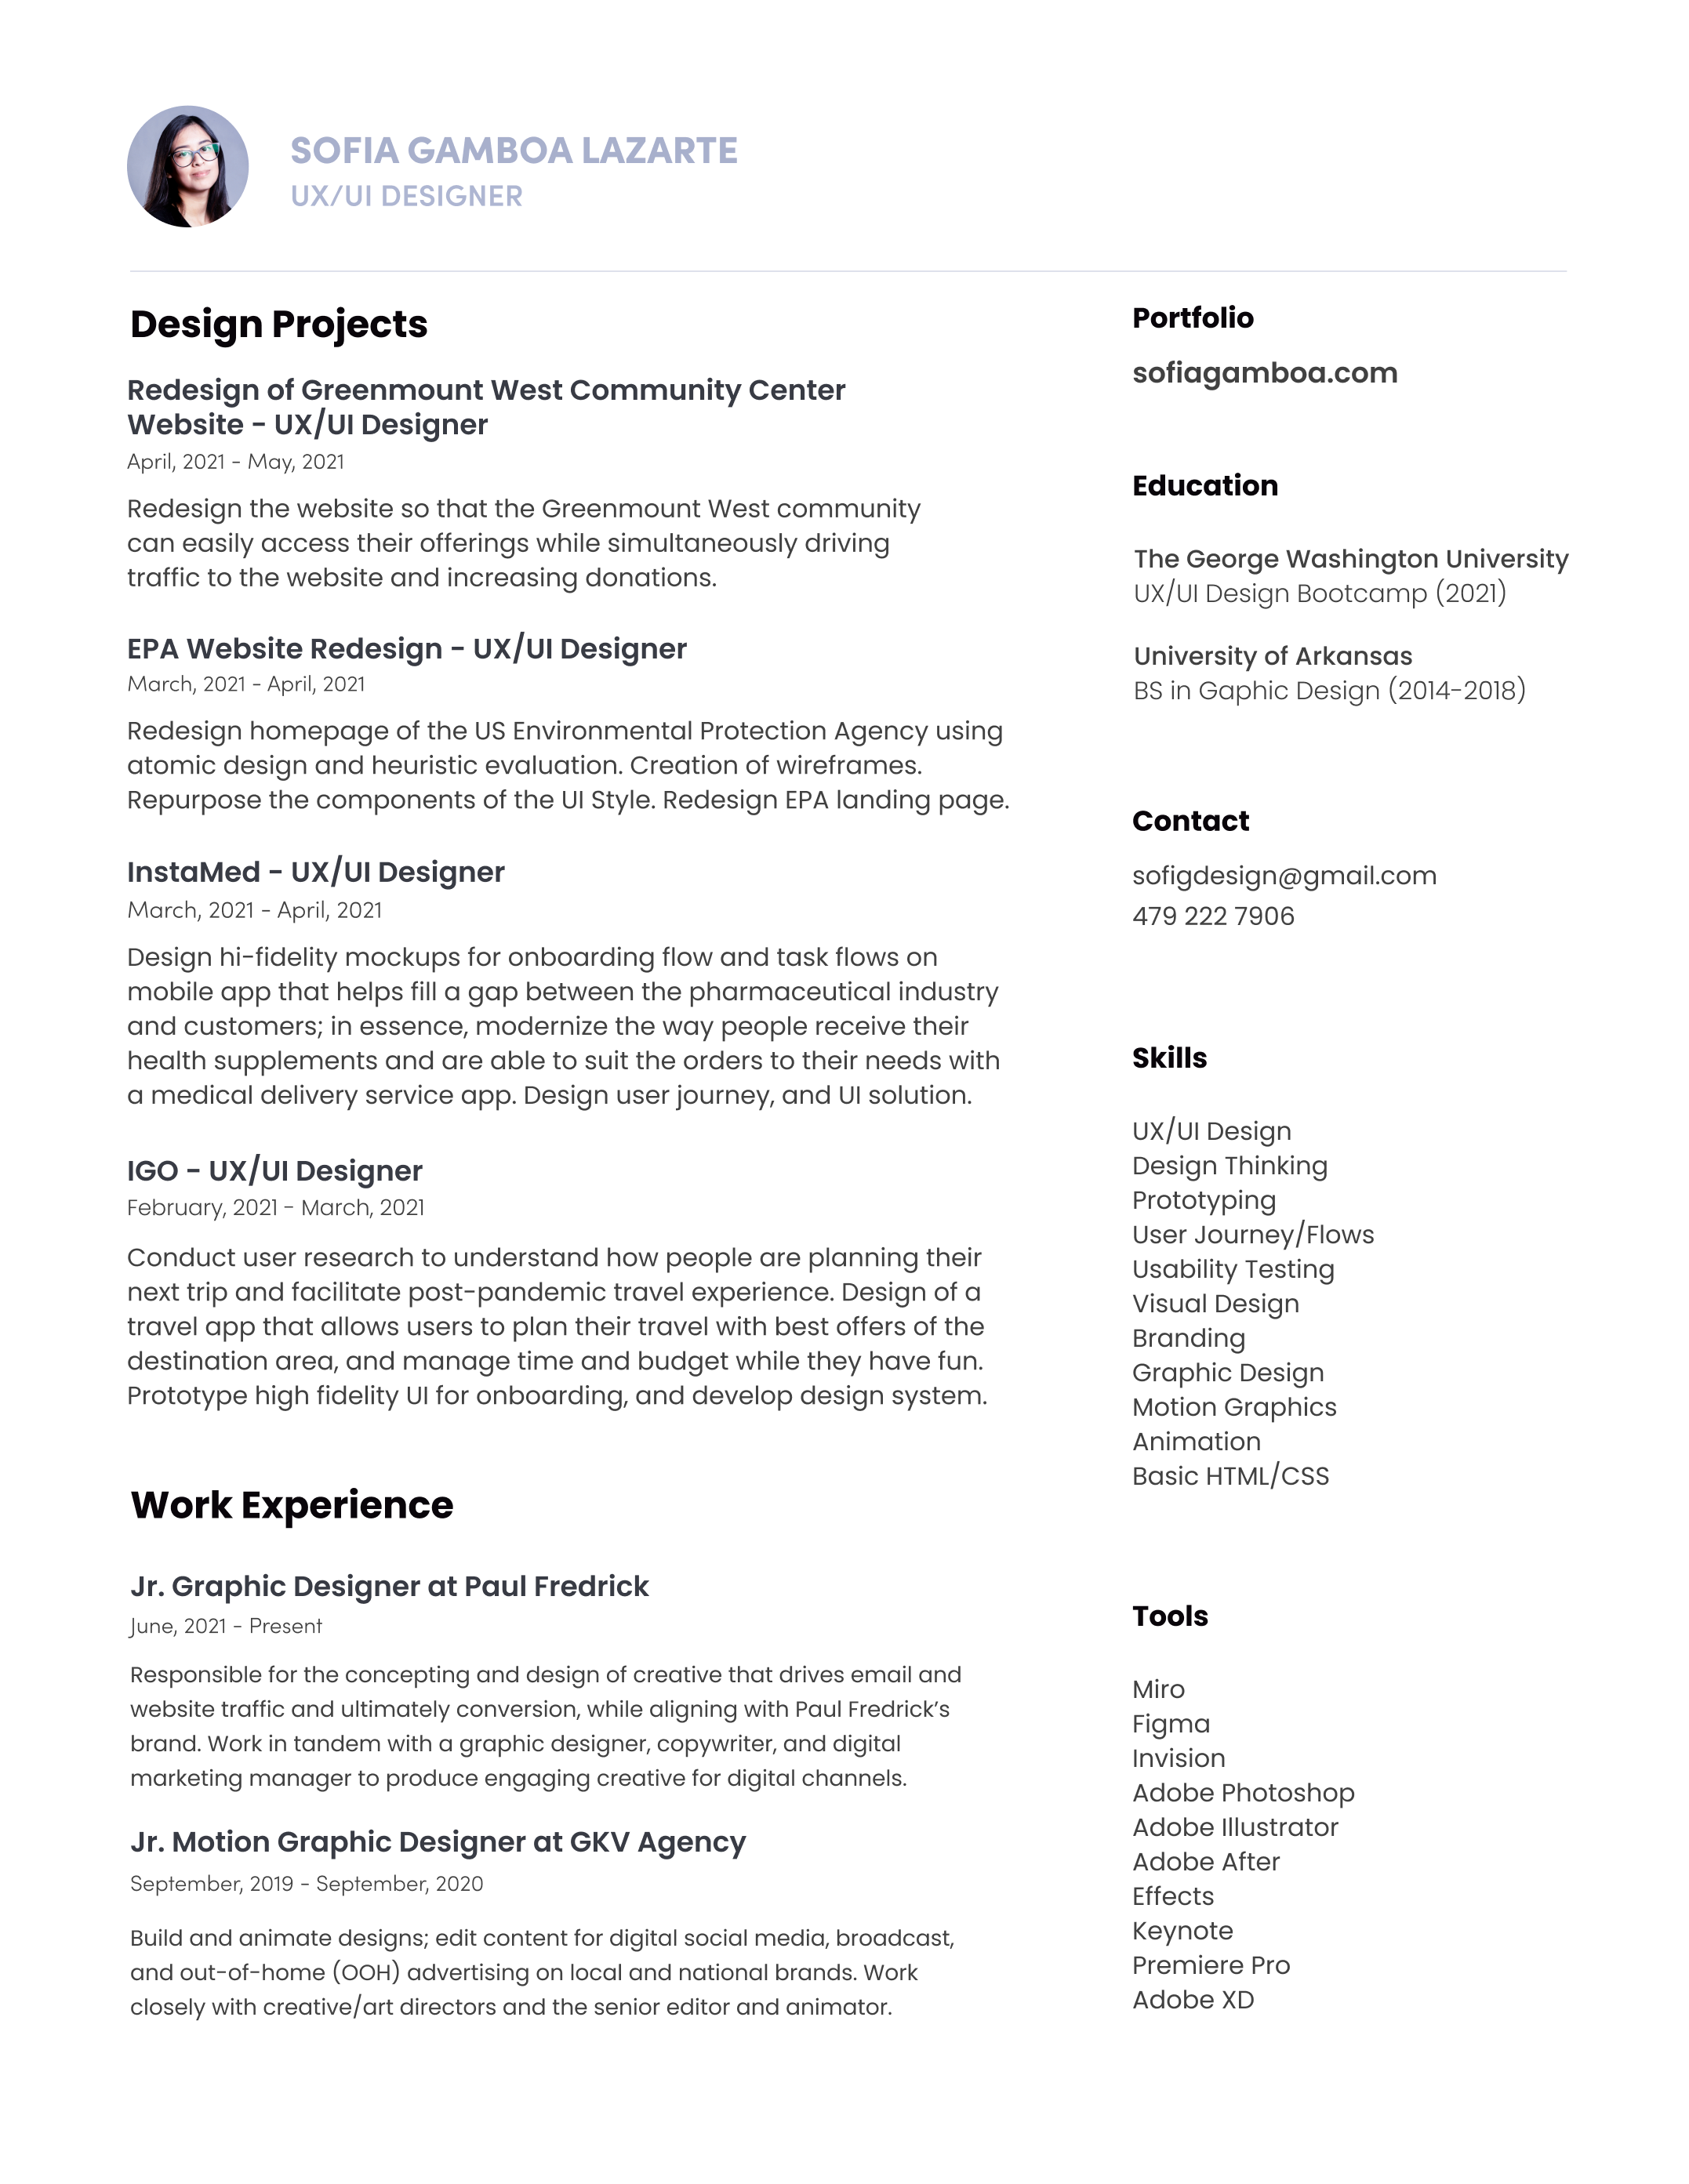 SOFIA GAMBOA LAZARTE
UX/UI DESIGNER
Design Projects
Redesign of Greenmount West Community Center
Website - UX/UI Designer
April, 2021 - May, 2021
Redesign the website so that the Greenmount West community
can easily access their offerings while simultaneously driving
traffic to the website and increasing donations.
EPA Website Redesign - UX/UI Designer
March, 2021 - April, 2021
Redesign homepage of the US Environmental Protection Agency using
atomic design and heuristic evaluation. Creation of wireframes.
Repurpose the components of the UI Style. Redesign EPA landing page.
InstaMed - UX/UI Designer
March, 2021 - April, 2021
Design hi-fidelity mockups for onboarding flow and task flows on
mobile app that helps fill a gap between the pharmaceutical industry
and customers; in essence, modernize the way people receive their
health supplements and are able to suit the orders to their needs with
a medical delivery service app. Design user journey, and UI solution.
IGO - UX/UI Designer
February, 2021 - March, 2021
Conduct user research to understand how people are planning their
next trip and facilitate post-pandemic travel experience. Design of a
travel app that allows users to plan their travel with best offers of the
destination area, and manage time and budget while they have fun.
Prototype high fidelity UI for onboarding, and develop design system.
Work Experience
Jr. Graphic Designer at Paul Fredrick
June, 2021 - Present
Responsible for the concepting and design of creative that drives email and
website traffic and ultimately conversion, while aligning with Paul Fredrick’s
brand. Work in tandem with a graphic designer, copywriter, and digital
marketing manager to produce engaging creative for digital channels.
Jr. Motion Graphic Designer at GKV Agency
September, 2019 - September, 2020
Build and animate designs; edit content for digital social media, broadcast,
and out-of-home (OOH) advertising on local and national brands. Work
closely with creative/art directors and the senior editor and animator.
Portfolio
sofiagamboa.com
Education
The George Washington University
UX/UI Design Bootcamp (2021)
University of Arkansas
BS in Gaphic Design (2014-2018)
Contact
sofigdesign@gmail.com
479 222 7906
Skills
UX/UI Design
Design Thinking
Prototyping
User Journey/Flows
Usability Testing
Visual Design
Branding
Graphic Design
Motion Graphics
Animation
Basic HTML/CSS
Tools
Miro
Figma
Invision
Adobe Photoshop
Adobe Illustrator
Adobe After
Effects
Keynote
Premiere Pro
Adobe XD